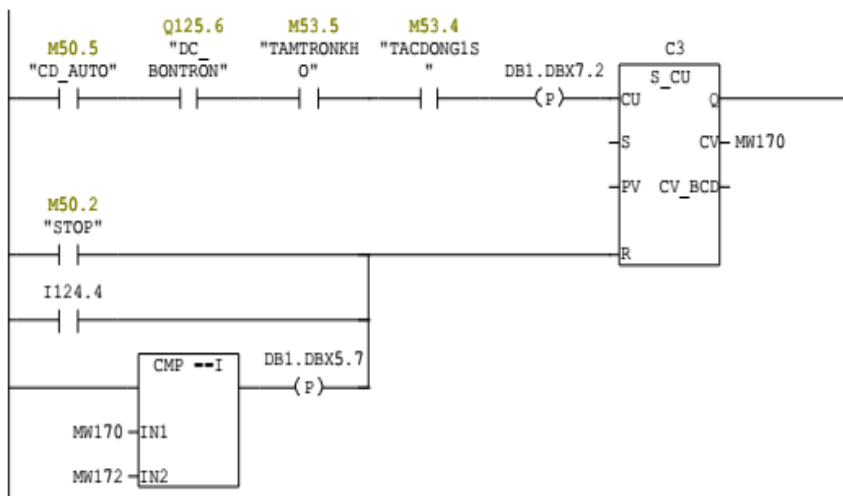 M50.5
"CD_AUTO"
Q125.6
"DC_
BONTRON"
M53.5
"TAMTRONKH
O"
M53.4
"TACDONG1S
"
DB1.DBX7.2
(P)
C3
S_CU
CU
Q
S
CV
MW170
PV
CV_BCD
M50.2
"STOP"
R
I124.4
CMP ==I
DB1.DBX5.7
(P)
MW170
IN1
MW172
IN2